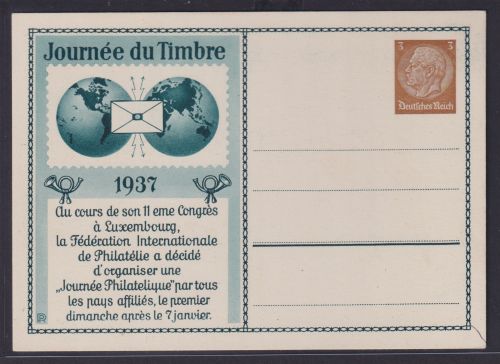 Journée du Timbre
1937
Au cours de son 11 eme Congrès
à Luxembourg,
la Fédération Internationale
de Philatélie a décidé
d'organiser une
„Journée Philatelique" par tous
les pays affiliés, le premier
dimanche après le 7 janvier.
3 3
Deutsches Reich